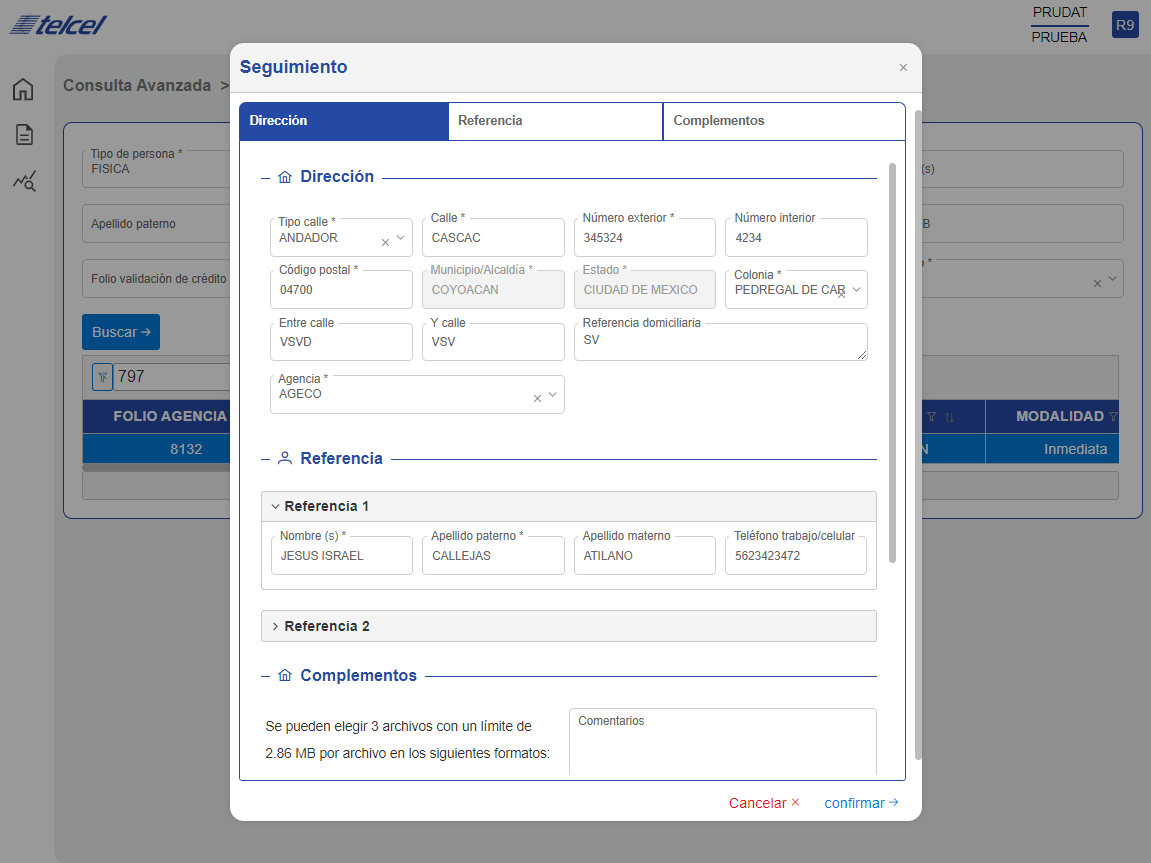 telcel
PRUDAT
PRUEBA
R9
Consulta Avanzada >
Tipo de persona *
FISICA
(s)
Apellido paterno
B
Folio validación de crédito
*
Buscar
797
FOLIO AGENCIA
MODALIDAD
8132
N
Inmediata
Seguimiento
Dirección
Referencia
Complementos
Dirección
Tipo calle *
ANDADOR
Calle *
CASCAC
Número exterior *
345324
Número interior
4234
Código postal *
04700
Municipio/Alcaldía *
COYOACAN
Estado *
CIUDAD DE MEXICO
Colonia *
PEDREGAL DE CAR
Entre calle
VSVD
Y calle
VSV
Referencia domiciliaria
SV
Agencia *
AGECO
Referencia
Referencia 1
Nombre (s) *
JESUS ISRAEL
Apellido paterno *
CALLEJAS
Apellido materno
ATILANO
Teléfono trabajo/celular
5623423472
Referencia 2
Complementos
Se pueden elegir 3 archivos con un límite de
2.86 MB por archivo en los siguientes formatos:
Comentarios
Cancelar
confirmar